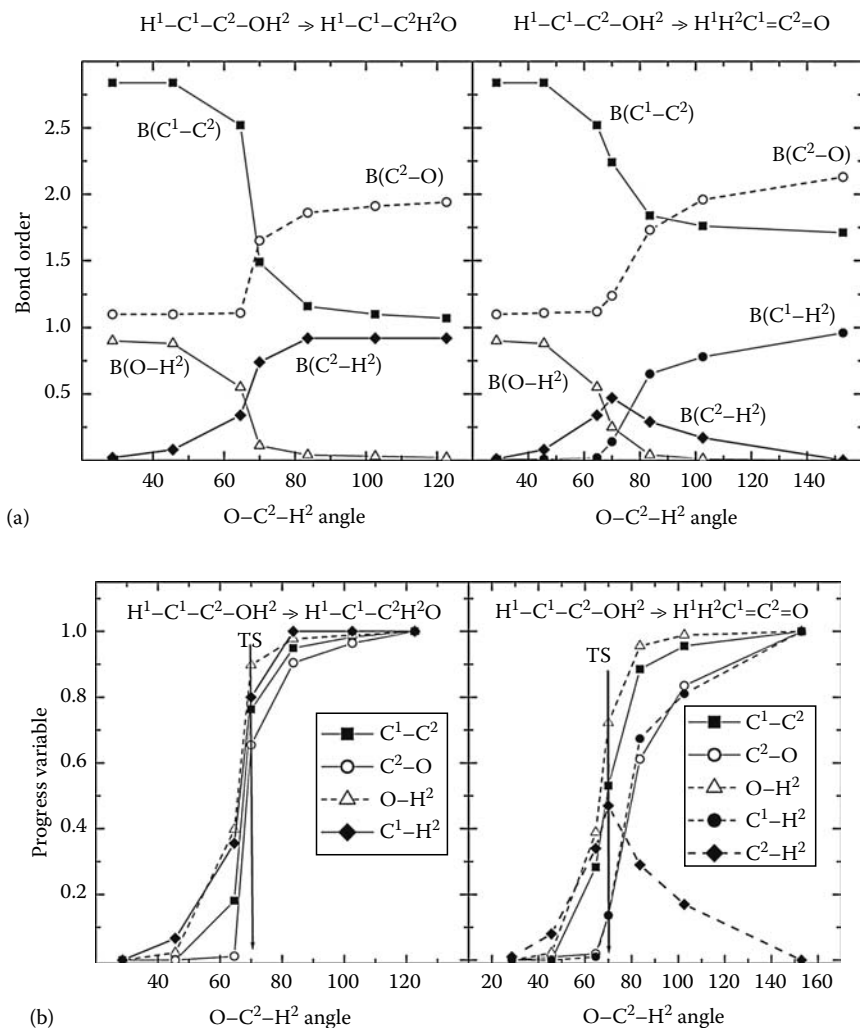 H¹–C¹–C²–OH² → H¹–C¹–C²H²O
H¹–C¹–C²–OH² → H¹H²C¹=C²=O
Bond order
2.5
2.0
1.5
1.0
0.5
B(C¹–C²)
B(C²–O)
B(O–H²)
B(C²–H²)
40 60 80 100 120
O–C²–H² angle
B(C¹–C²)
B(C²–O)
B(C¹–H²)
B(O–H²)
B(C²–H²)
40 60 80 100 120 140
O–C²–H² angle
(a)
H¹–C¹–C²–OH² → H¹–C¹–C²H²O
H¹–C¹–C²–OH² → H¹H²C¹=C²=O
Progress variable
1.0
0.8
0.6
0.4
0.2
TS
C¹–C²
C²–O
O–H²
C¹–H²
40 60 80 100 120
O–C²–H² angle
TS
C¹–C²
C²–O
O–H²
C¹–H²
C²–H²
20 40 60 80 100 120 140 160
O–C²–H² angle
(b)